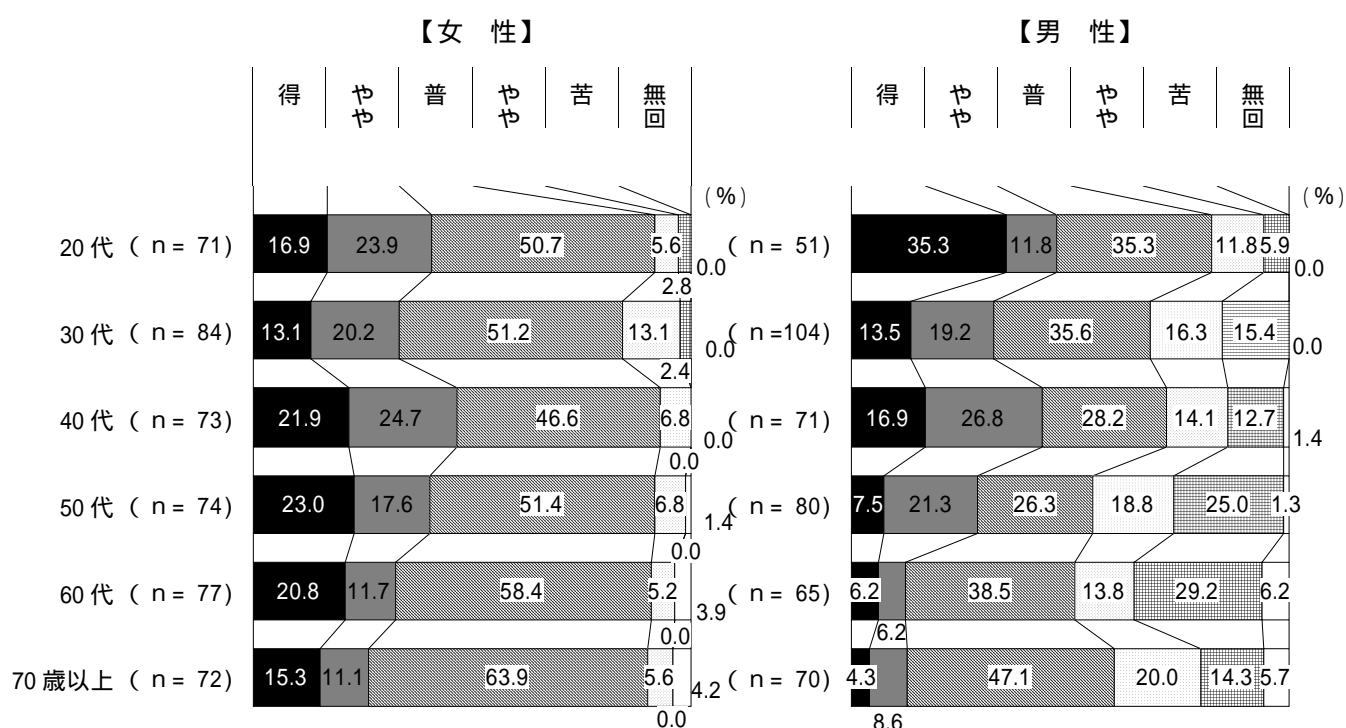 【女 性】
【男 性】
得 やや 普 やや 苦 無回
得 やや 普 やや 苦 無回
(%)
(%)
20代 ( n = 71) 16.9 23.9 50.7 5.6 2.8 0.0
( n = 51) 35.3 11.8 35.3 11.8 5.9 0.0
30代 ( n = 84) 13.1 20.2 51.2 13.1 2.4 0.0
( n =104) 13.5 19.2 35.6 16.3 15.4 0.0
40代 ( n = 73) 21.9 24.7 46.6 6.8 0.0 0.0
( n = 71) 16.9 26.8 28.2 14.1 12.7 1.4
50代 ( n = 74) 23.0 17.6 51.4 6.8 0.0 1.4
( n = 80) 7.5 21.3 26.3 18.8 25.0 1.3
60代 ( n = 77) 20.8 11.7 58.4 5.2 0.0 3.9
( n = 65) 6.2 6.2 38.5 13.8 29.2 6.2
70歳以上 ( n = 72) 15.3 11.1 63.9 5.6 0.0 4.2
( n = 70) 4.3 8.6 47.1 20.0 14.3 5.7